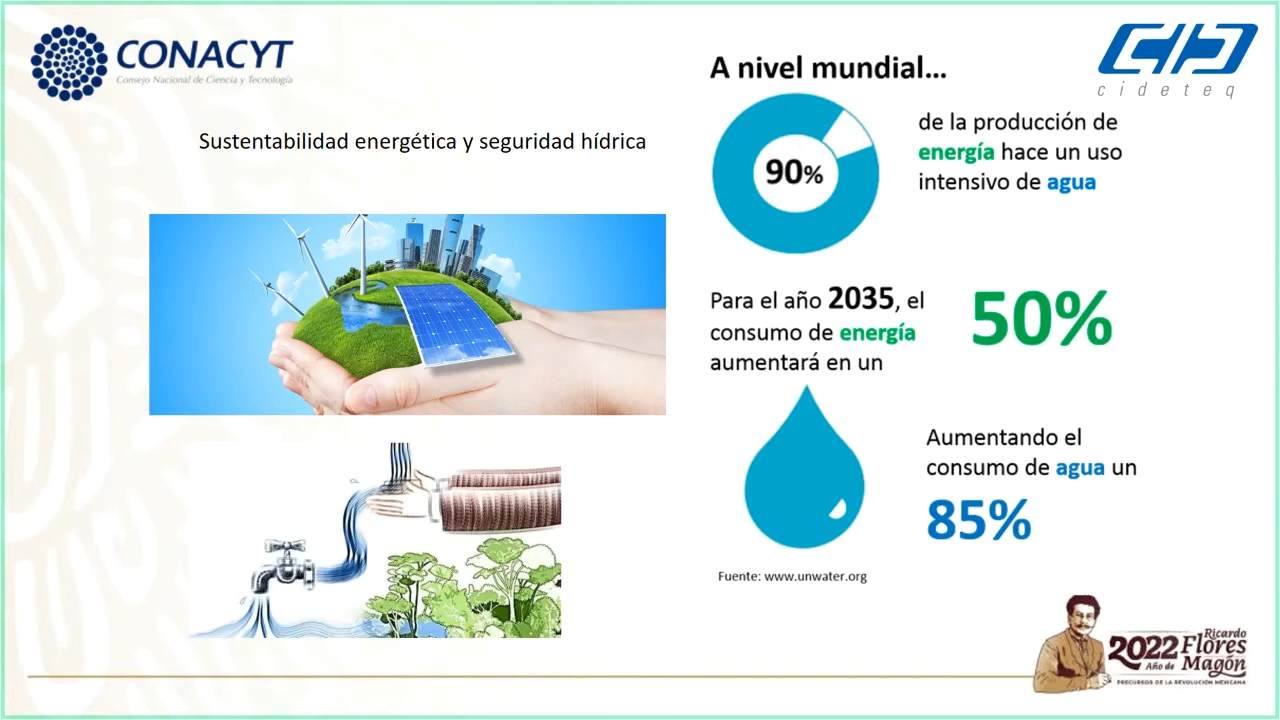 CONACYT
Consejo Nacional de Ciencia y Tecnología
cideteq
Sustentabilidad energética y seguridad hídrica
A nivel mundial...
90%
de la producción de
energía hace un uso
intensivo de agua
Para el año 2035, el
consumo de energía
aumentará en un
50%
Aumentando el
consumo de agua un
85%
Fuente: www.unwater.org
2022 Ricardo
Flores
Año de Magón
PRECURSOR DE LA REVOLUCIÓN MEXICANA